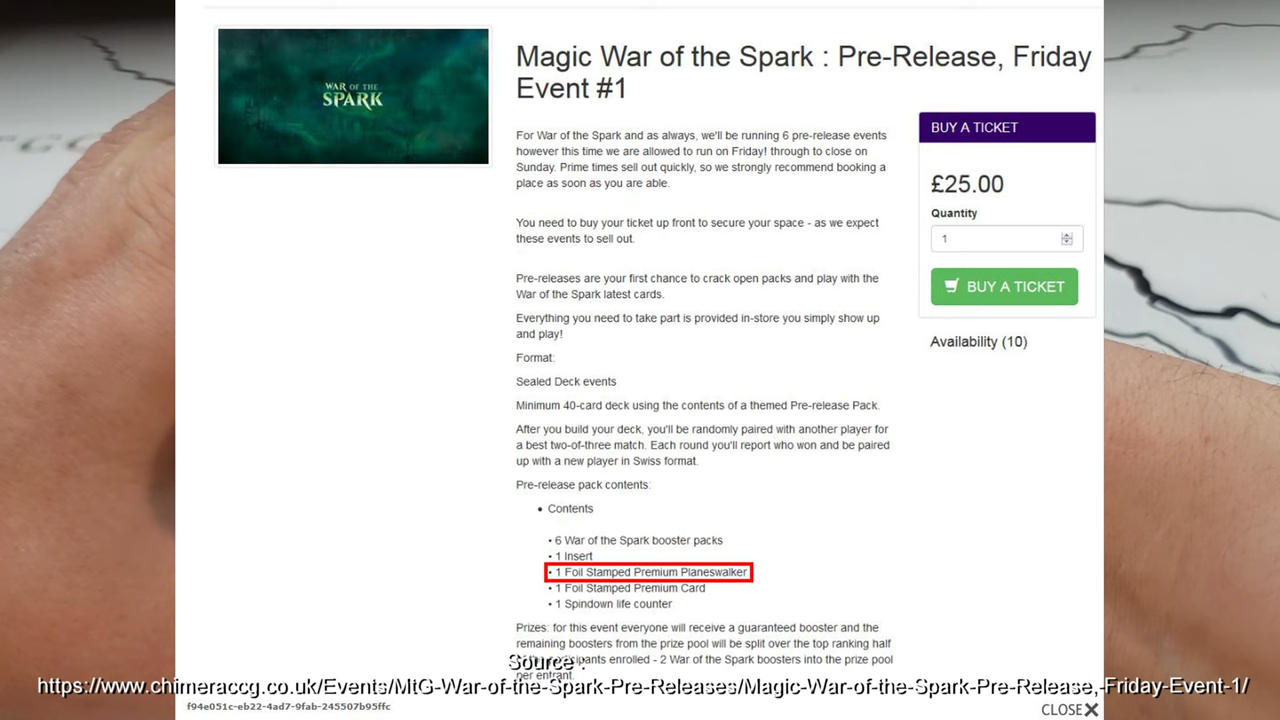 WAR OF THE
SPARK
Magic War of the Spark : Pre-Release, Friday
Event #1
For War of the Spark and as always, we'll be running 6 pre-release events
however this time we are allowed to run on Friday! through to close on
Sunday. Prime times sell out quickly, so we strongly recommend booking a
place as soon as you are able.
You need to buy your ticket up front to secure your space - as we expect
these events to sell out.
Pre-releases are your first chance to crack open packs and play with the
War of the Spark latest cards.
Everything you need to take part is provided in-store you simply show up
and play!
Format:
Sealed Deck events
Minimum 40-card deck using the contents of a themed Pre-release Pack.
After you build your deck, you'll be randomly paired with another player for
a best two-of-three match. Each round you'll report who won and be paired
up with a new player in Swiss format.
Pre-release pack contents:
• Contents
• 6 War of the Spark booster packs
• 1 Insert
• 1 Foil Stamped Premium Planeswalker
• 1 Foil Stamped Premium Card
• 1 Spindown life counter
Prizes: for this event everyone will receive a guaranteed booster and the
remaining boosters from the prize pool will be split over the top ranking half
enrolled - 2 War of the Spark boosters into the prize pool
per entrant.
BUY A TICKET
£25.00
Quantity
1
BUY A TICKET
Availability (10)
Source :
https://www.chimeraccg.co.uk/Events/MtG-War-of-the-Spark-Pre-Releases/Magic-War-of-the-Spark-Pre-Release,-Friday-Event-1/
f94e051c-eb22-4ad7-9fab-245507b95ffc
CLOSE X